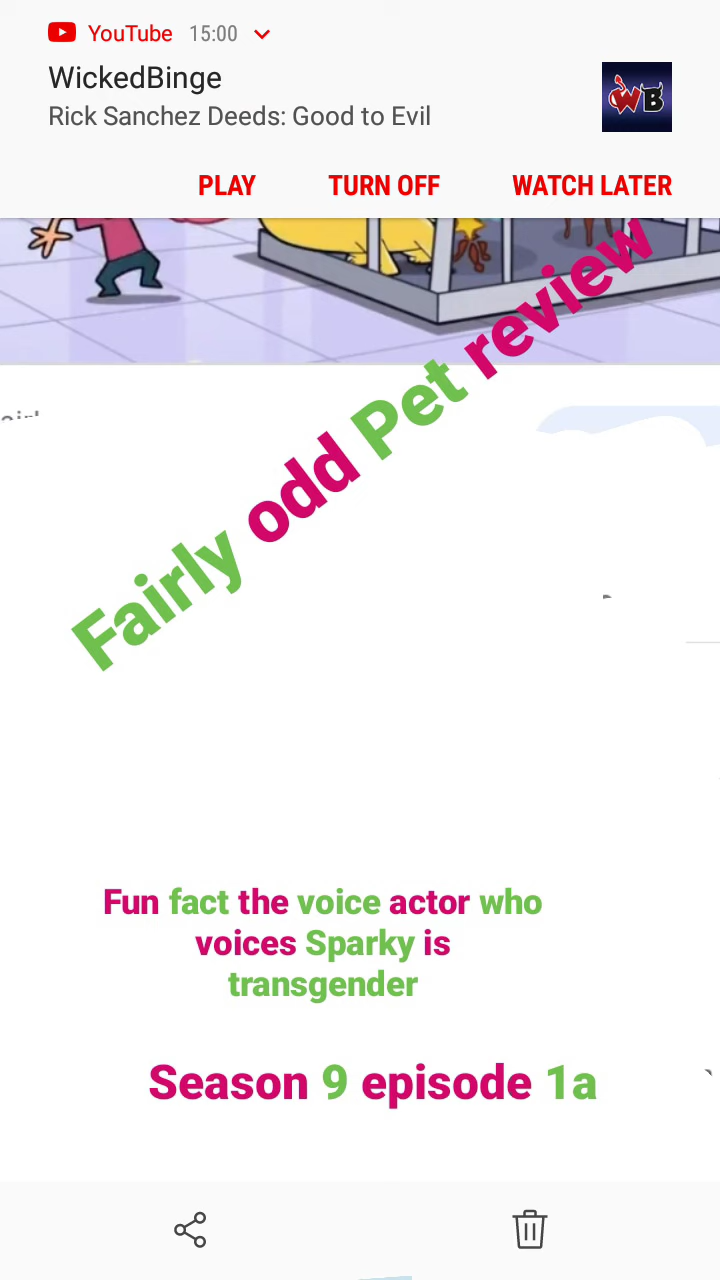 YouTube 15:00
WickedBinge
Rick Sanchez Deeds: Good to Evil
WB
PLAY TURN OFF WATCH LATER
Fairly odd Pet review
Fun fact the voice actor who
voices Sparky is
transgender
Season 9 episode 1a